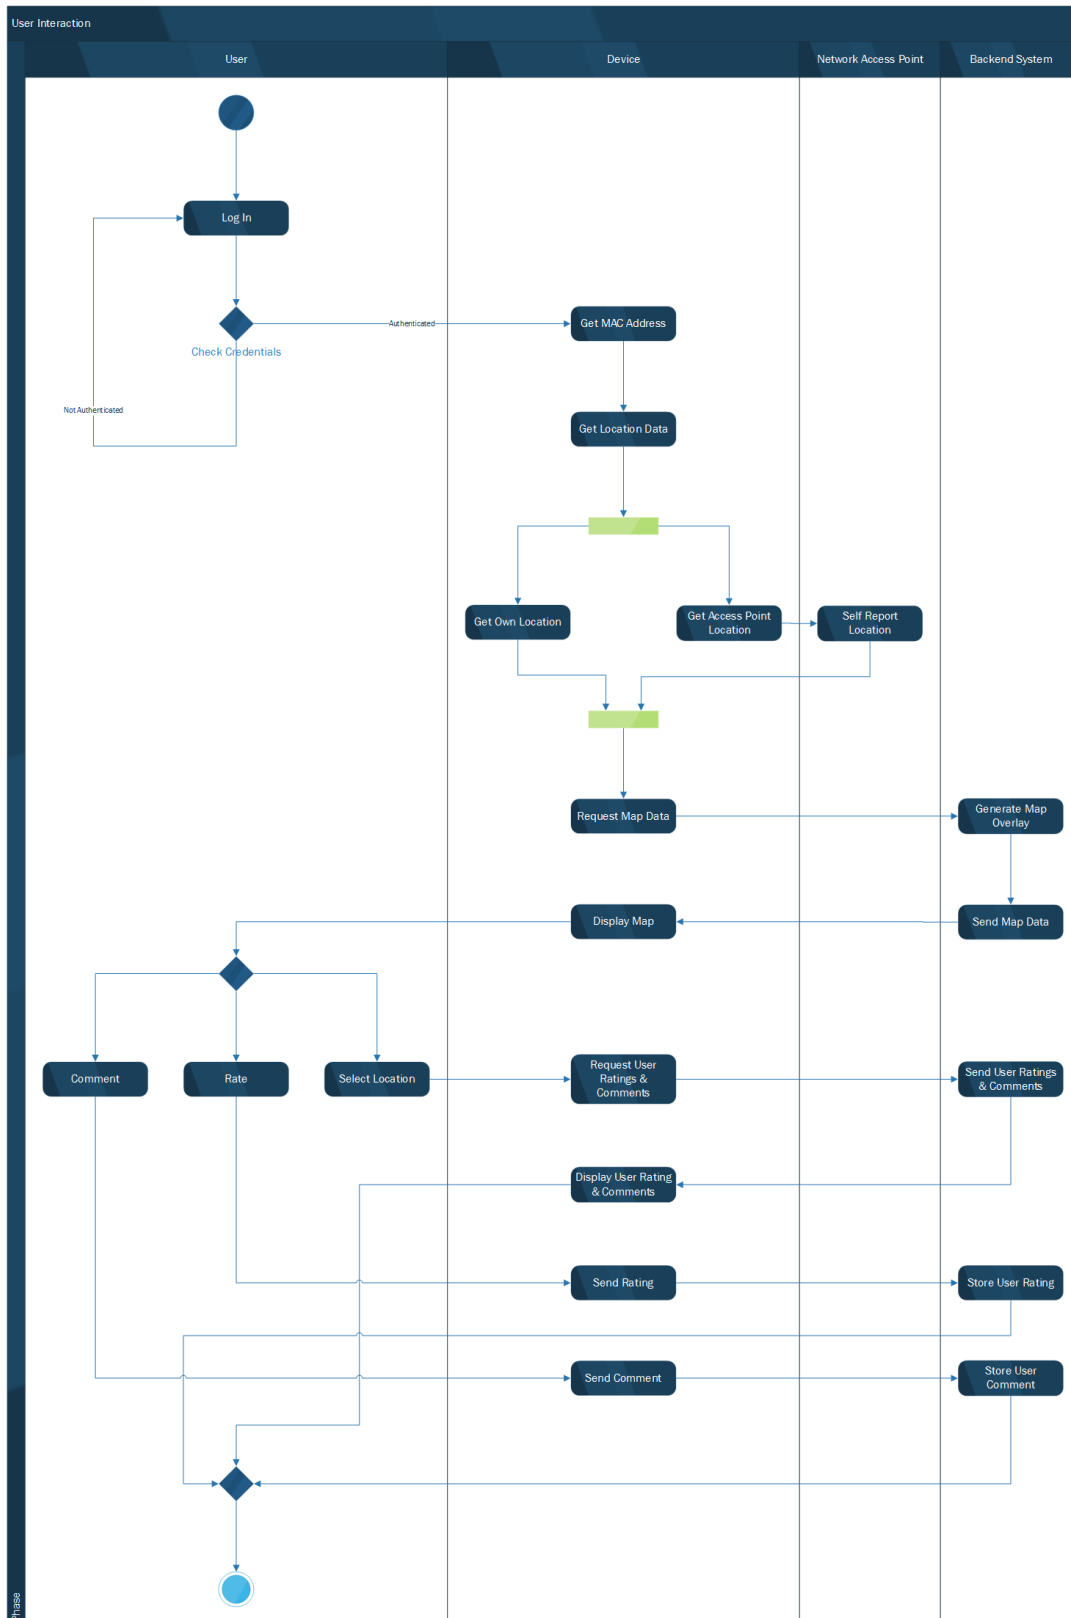 User Interaction
User
Device
Network Access Point
Backend System
Log In
Authenticated
Get MAC Address
Check Credentials
Not Authenticated
Get Location Data
Get Own Location
Get Access Point
Location
Self Report
Location
Request Map Data
Generate Map
Overlay
Display Map
Send Map Data
Comment
Rate
Select Location
Request User
Ratings &
Comments
Send User Ratings
& Comments
Display User Rating
& Comments
Send Rating
Store User Rating
Send Comment
Store User
Comment
Phase